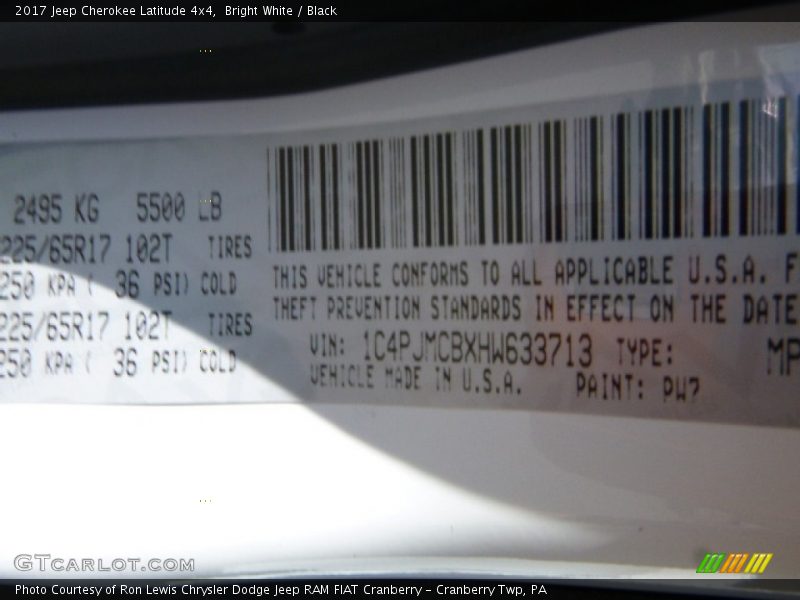 2017 Jeep Cherokee Latitude 4x4, Bright White / Black
2495 KG 5500 LB
225/65R17 102T TIRES
250 KPA ( 36 PSI) COLD
225/65R17 102T TIRES
250 KPA ( 36 PSI) COLD
THIS VEHICLE CONFORMS TO ALL APPLICABLE U.S.A. F
THEFT PREVENTION STANDARDS IN EFFECT ON THE DATE
VIN: 1C4PJMCBXHW633713 TYPE: MP
VEHICLE MADE IN U.S.A. PAINT: PW7
GTcarlot.com
Photo Courtesy of Ron Lewis Chrysler Dodge Jeep RAM FIAT Cranberry – Cranberry Twp, PA